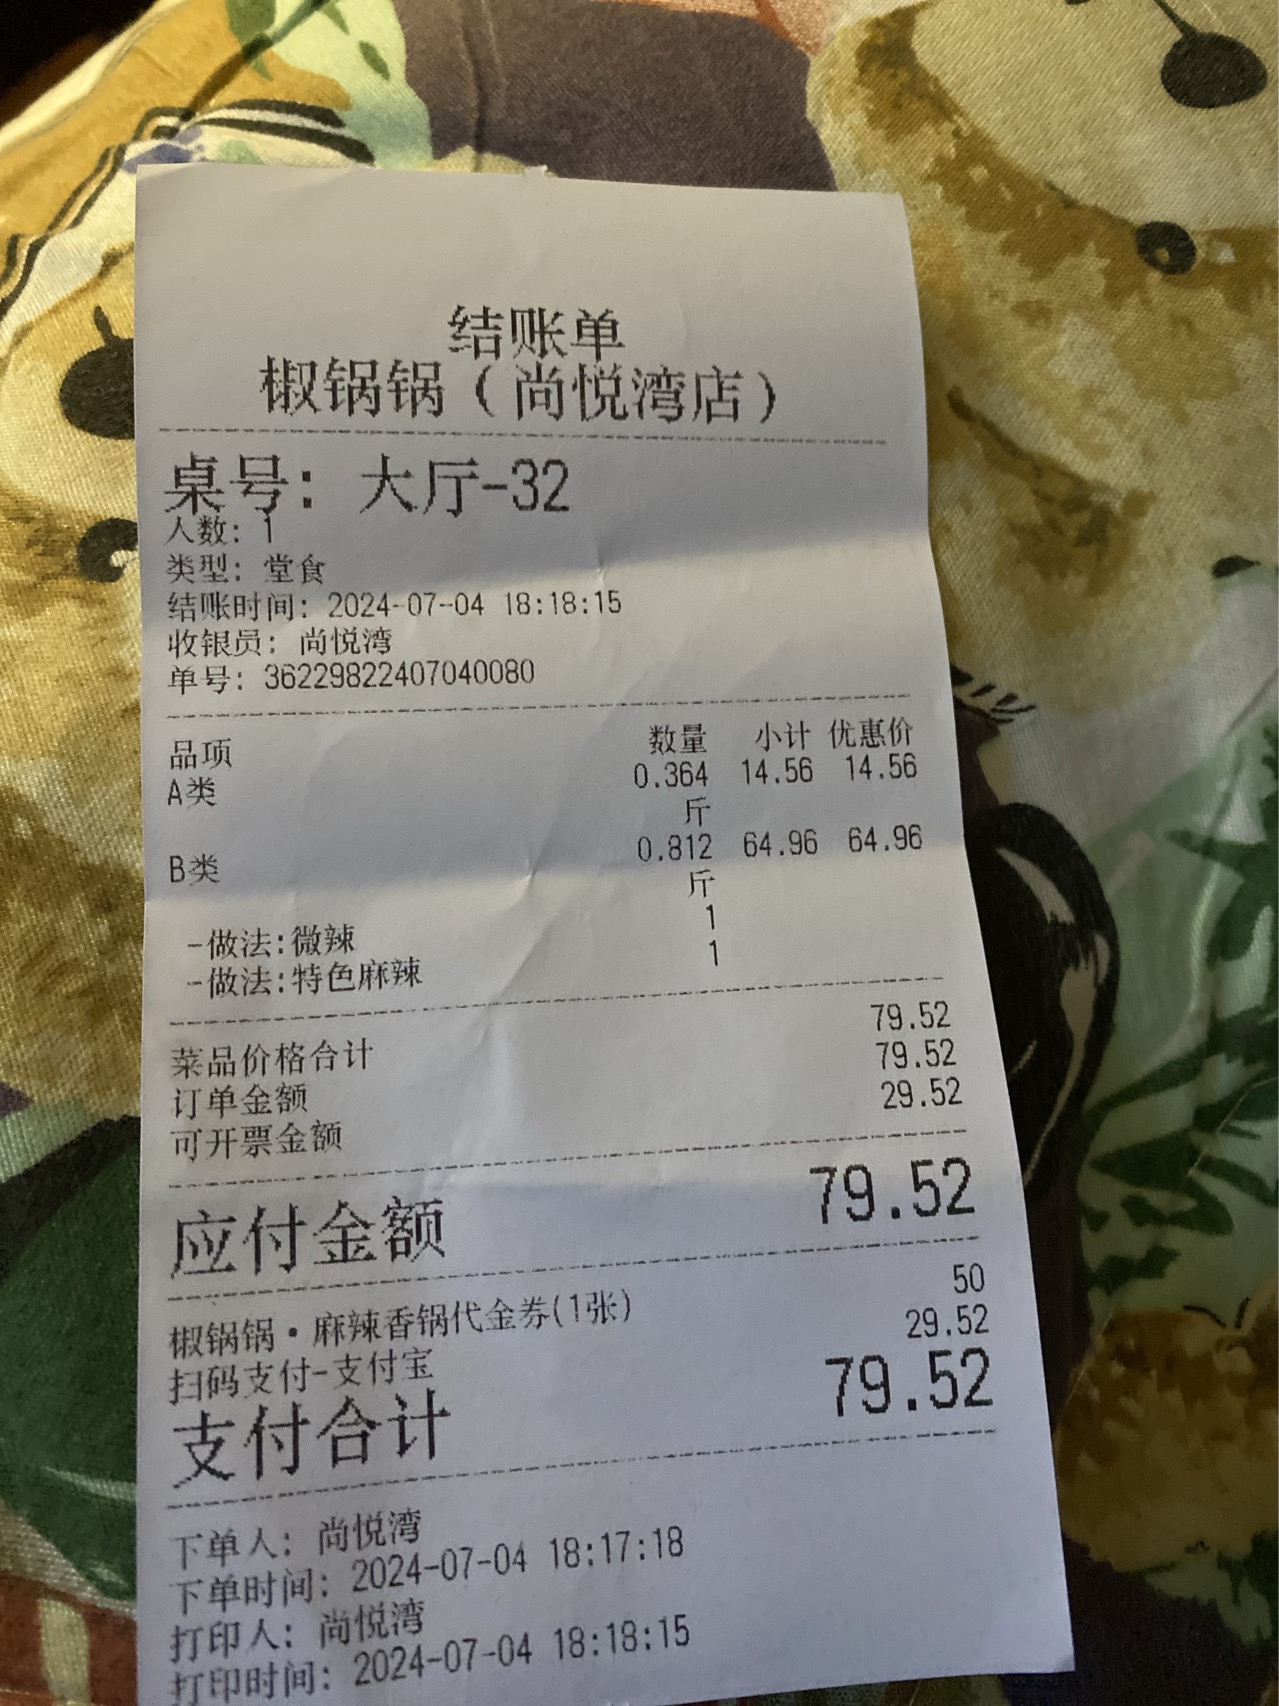 结账单
椒锅锅（尚悦湾店）
桌号：大厅-32
人数：1
类型：堂食
结账时间：2024-07-04 18:18:15
收银员：尚悦湾
单号：36229822407040080
品项 数量 小计 优惠价
A类 0.364 14.56 14.56
斤
B类 0.812 64.96 64.96
斤
-做法:微辣 1
-做法:特色麻辣 1
菜品价格合计 79.52
订单金额 79.52
可开票金额 29.52
应付金额 79.52
椒锅锅·麻辣香锅代金券(1张) 50
扫码支付-支付宝 29.52
支付合计 79.52
下单人：尚悦湾
下单时间：2024-07-04 18:17:18
打印人：尚悦湾
打印时间：2024-07-04 18:18:15